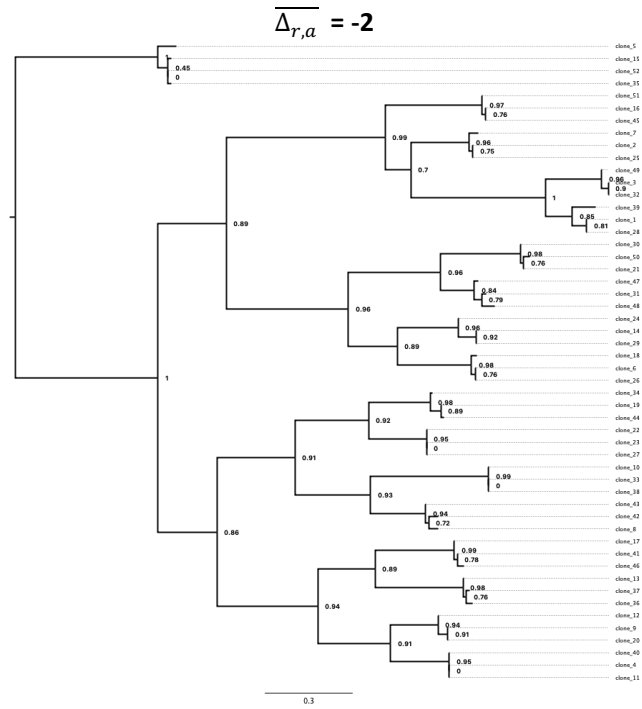 Δr,a = -2
clone_5
1
clone_15
0.45
clone_52
0
clone_35
clone_51
0.97
clone_16
0.76
clone_45
0.99
clone_7
0.96
clone_2
0.75
clone_25
0.7
clone_49
0.96
clone_3
0.9
clone_32
1
clone_39
0.85
clone_1
0.81
clone_28
0.89
clone_30
0.98
clone_50
0.76
clone_21
0.96
clone_47
0.84
clone_31
0.79
clone_48
0.96
clone_24
0.96
clone_14
0.92
clone_29
0.89
clone_18
0.98
clone_6
0.76
clone_26
1
clone_34
0.98
clone_19
0.89
clone_44
0.92
clone_22
0.95
clone_23
0
clone_27
0.91
clone_10
0.99
clone_33
0
clone_38
0.93
clone_43
0.94
clone_42
0.72
clone_8
0.86
clone_17
0.99
clone_41
0.78
clone_46
0.89
clone_13
0.98
clone_37
0.76
clone_36
0.94
clone_12
0.94
clone_9
0.91
clone_20
0.91
clone_40
0.95
clone_4
0
clone_11
0.3